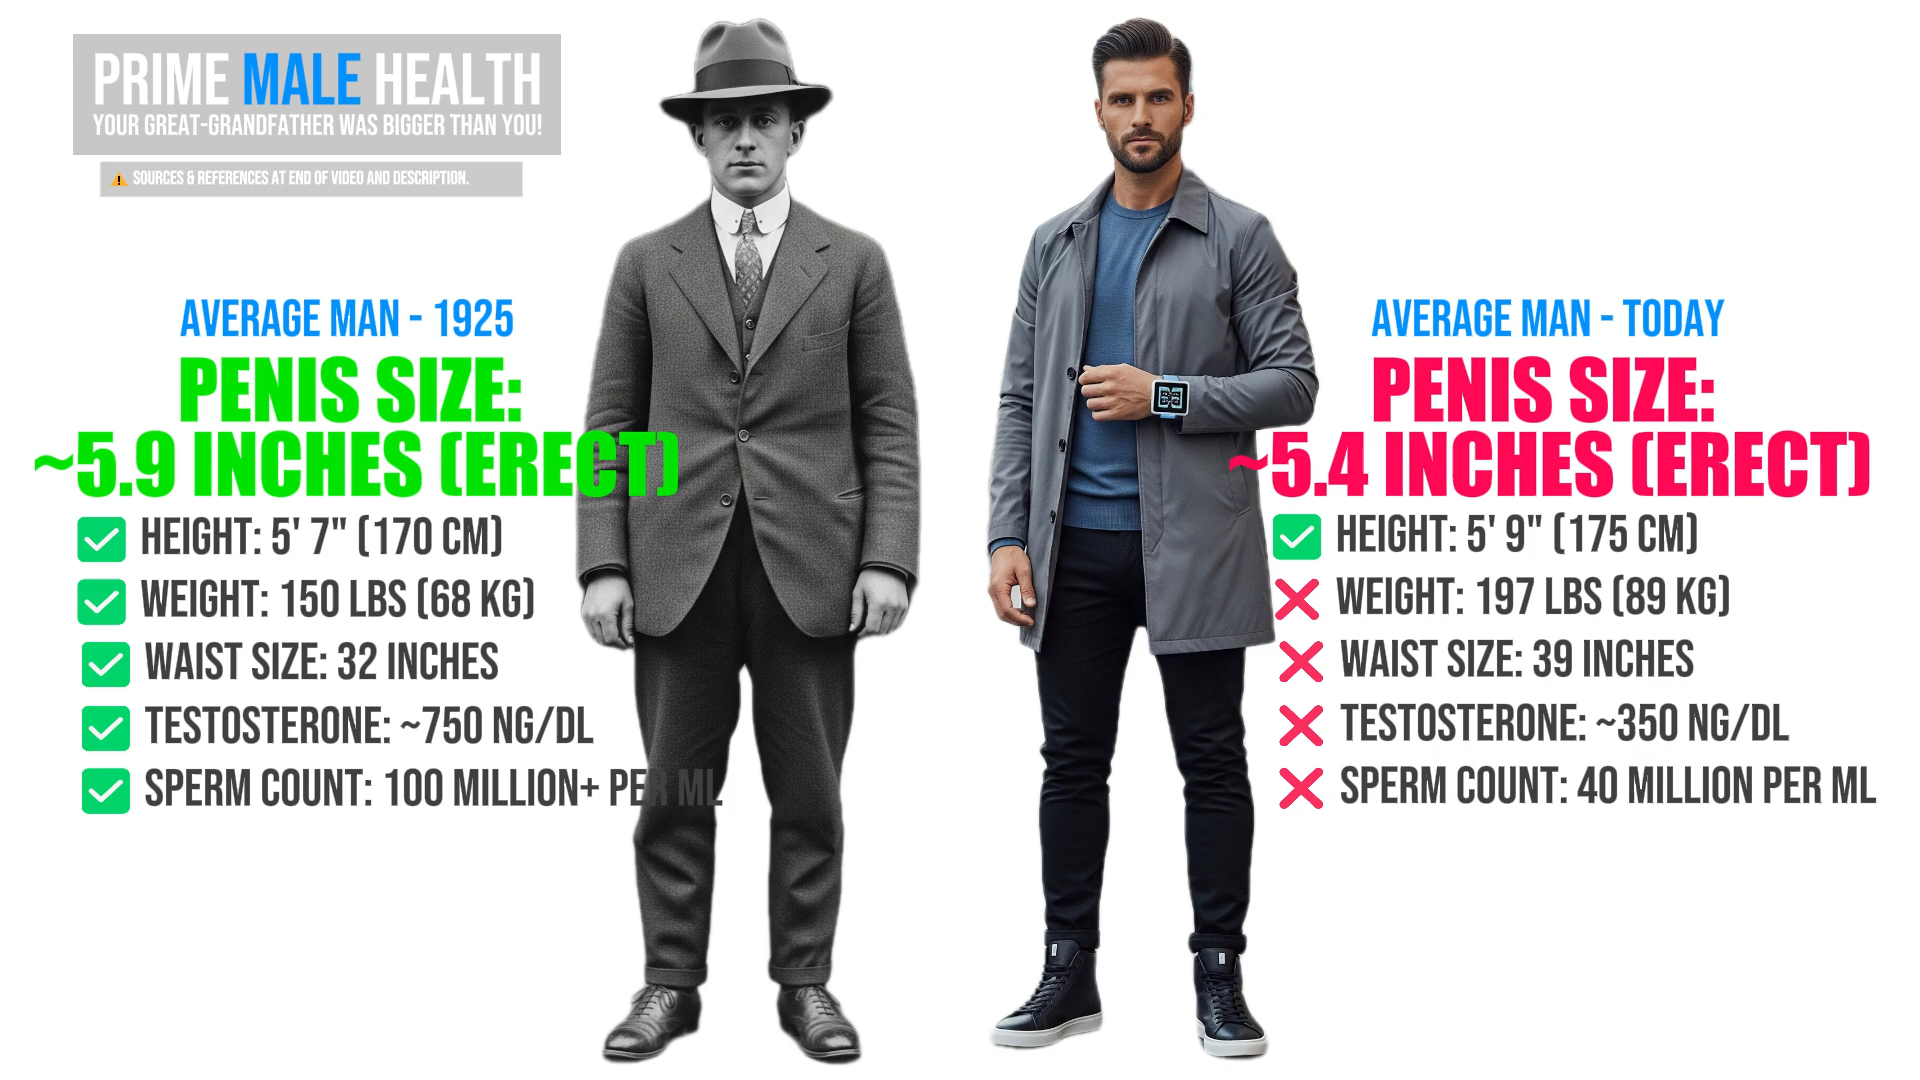 PRIME MALE HEALTH
YOUR GREAT-GRANDFATHER WAS BIGGER THAN YOU!
SOURCES & REFERENCES AT END OF VIDEO AND DESCRIPTION.
AVERAGE MAN - 1925
PENIS SIZE:
~5.9 INCHES (ERECT)
HEIGHT: 5' 7" (170 CM)
WEIGHT: 150 LBS (68 KG)
WAIST SIZE: 32 INCHES
TESTOSTERONE: ~750 NG/DL
SPERM COUNT: 100 MILLION+ PER ML
AVERAGE MAN - TODAY
PENIS SIZE:
~5.4 INCHES (ERECT)
HEIGHT: 5' 9" (175 CM)
WEIGHT: 197 LBS (89 KG)
WAIST SIZE: 39 INCHES
TESTOSTERONE: ~350 NG/DL
SPERM COUNT: 40 MILLION PER ML